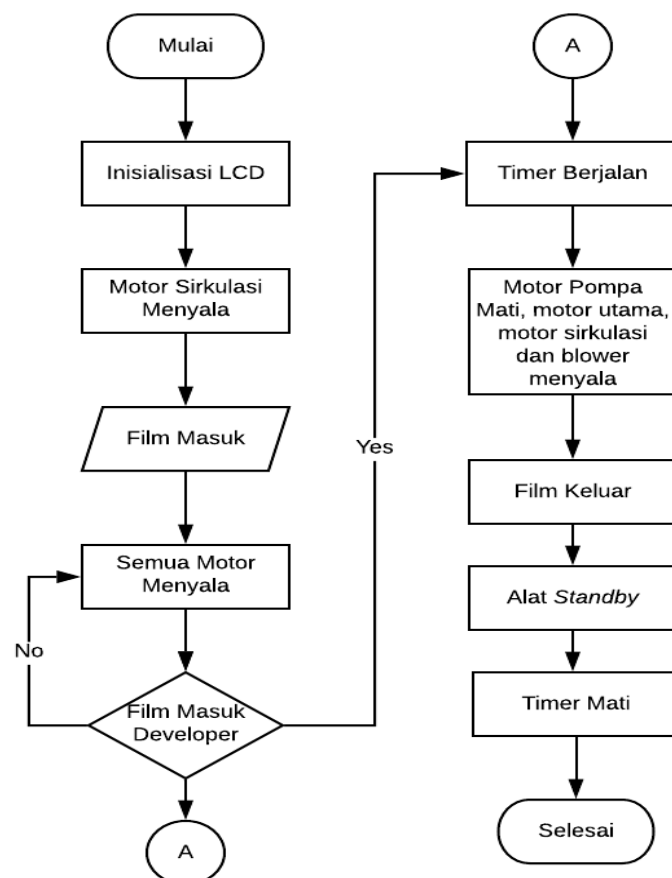 Mulai
Inisialisasi LCD
Motor Sirkulasi
Menyala
Film Masuk
Semua Motor
Menyala
No
Film Masuk
Developer
A
Yes
A
Timer Berjalan
Motor Pompa
Mati, motor utama,
motor sirkulasi
dan blower
menyala
Film Keluar
Alat Standby
Timer Mati
Selesai